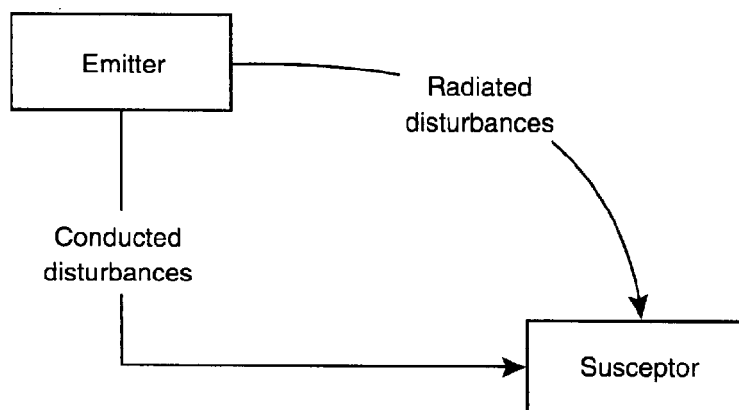 Emitter
Radiated
disturbances
Conducted
disturbances
Susceptor